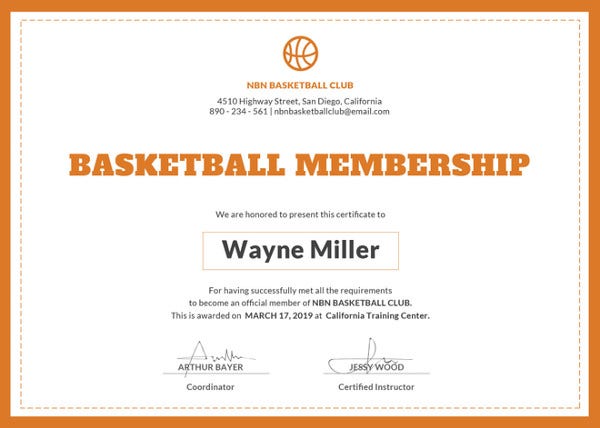 NBN BASKETBALL CLUB
4510 Highway Street, San Diego, California
890 - 234 - 561 | nbnbasketballclub@email.com
BASKETBALL MEMBERSHIP
We are honored to present this certificate to
Wayne Miller
For having successfully met all the requirements
to become an official member of NBN BASKETBALL CLUB.
This is awarded on MARCH 17, 2019 at California Training Center.
ARTHUR BAYER
Coordinator
JESSY WOOD
Certified Instructor